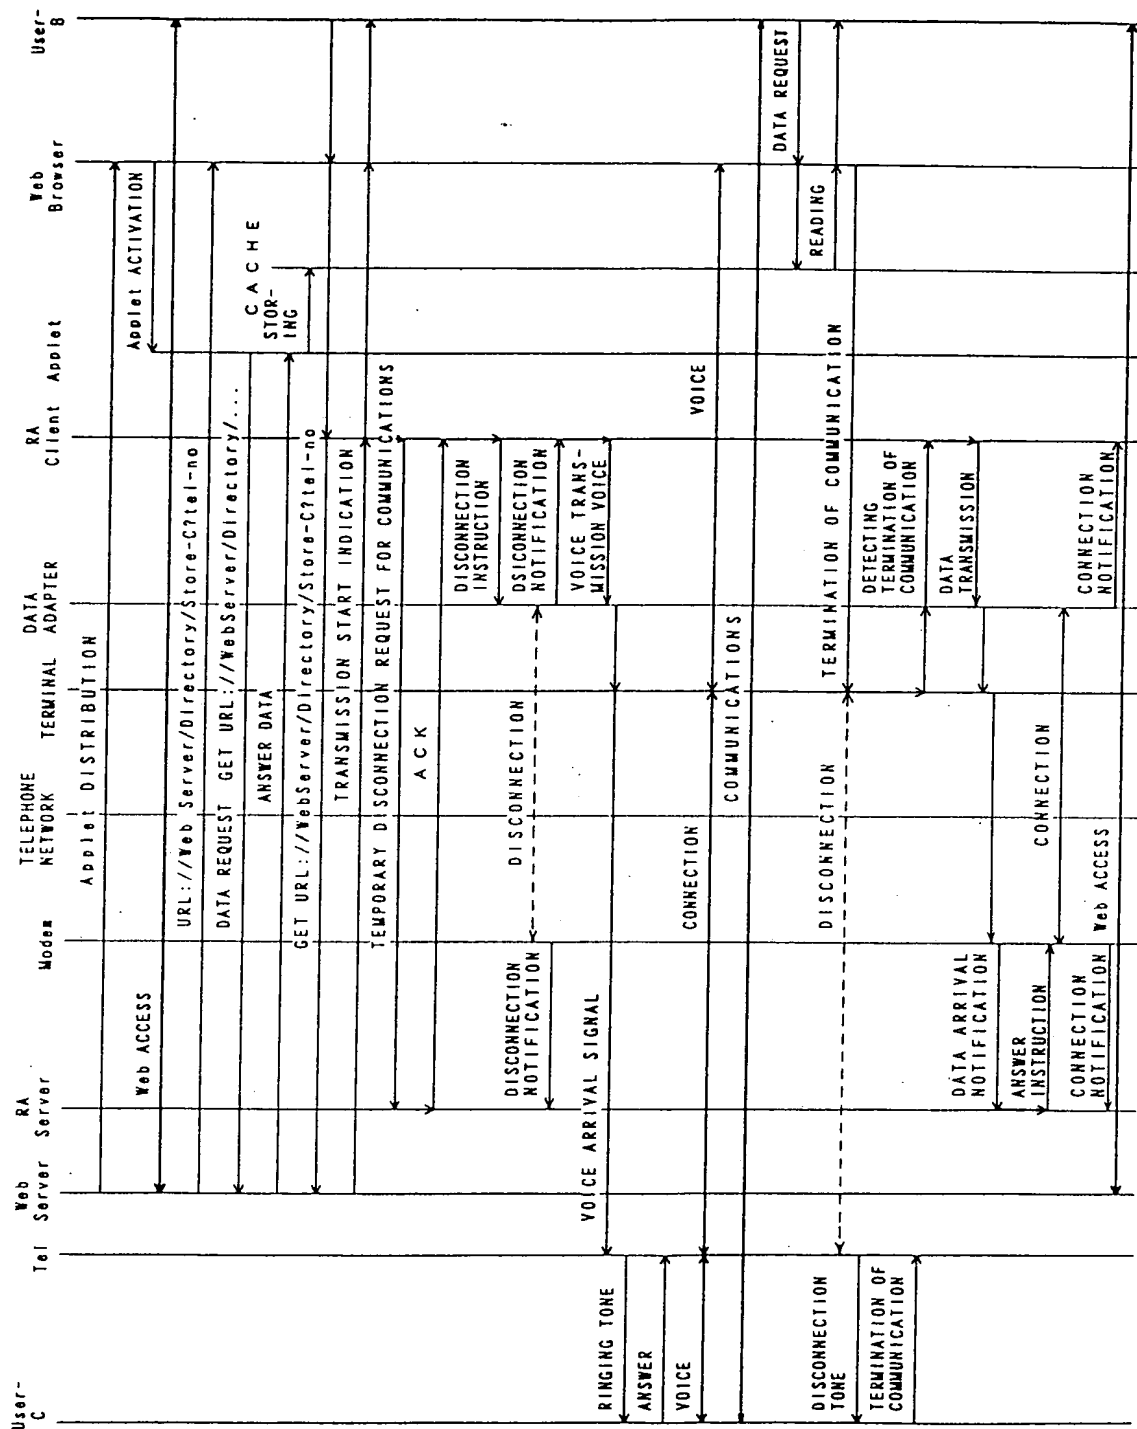 User-
C
Tel
Web
Server
RA
Server
Modem
TELEPHONE
NETWORK
TERMINAL
DATA
ADAPTER
RA
Client
Applet
Web
Browser
User-
B
Applet DISTRIBUTION
Applet ACTIVATION
Web ACCESS
URL://Web Server/Directory/Store-C?tel-no
DATA REQUEST GET URL://WebServer/Directory/...
ANSWER DATA
CACHE
STOR-
ING
GET URL://WebServer/Directory/Store-C?tel-no
TRANSMISSION START INDICATION
TEMPORARY DISCONNECTION REQUEST FOR COMMUNICATIONS
ACK
DISCONNECTION
INSTRUCTION
DISCONNECTION
DSICONNECTION
NOTIFICATION
DISCONNECTION
NOTIFICATION
VOICE TRANS-
MISSION VOICE
VOICE ARRIVAL SIGNAL
RINGING TONE
ANSWER
VOICE
CONNECTION
VOICE
COMMUNICATIONS
DATA REQUEST
READING
TERMINATION OF COMMUNICATION
DISCONNECTION
DISCONNECTION
TONE
TERMINATION OF
COMMUNICATION
DETECTING
TERMINATION OF
COMMUNICATION
DATA
TRANSMISSION
DATA ARRIVAL
NOTIFICATION
ANSWER
INSTRUCTION
CONNECTION
CONNECTION
NOTIFICATION
CONNECTION
NOTIFICATION
Web ACCESS